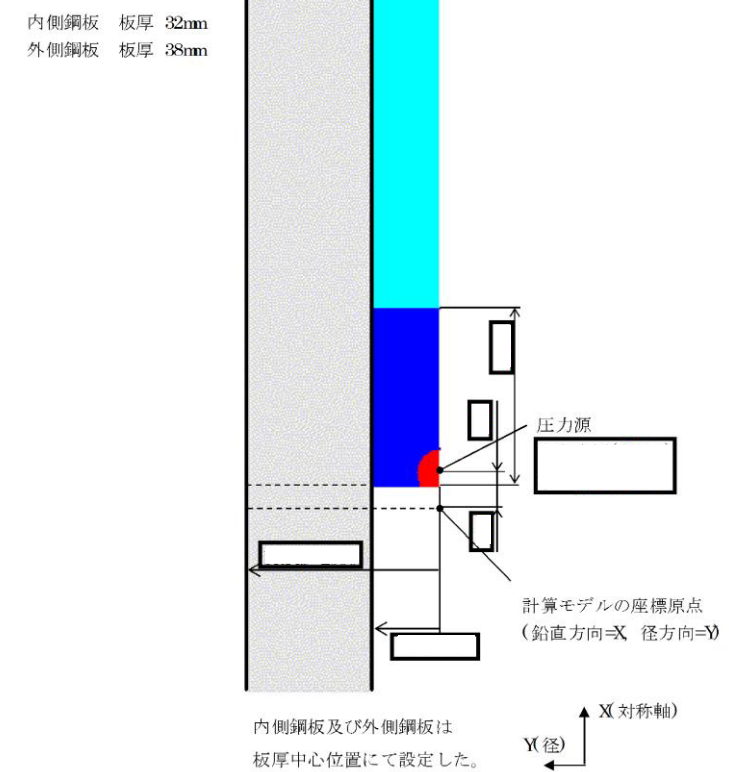 内側鋼板　板厚 32mm
外側鋼板　板厚 38mm
圧力源
計算モデルの座標原点
(鉛直方向=X, 径方向=Y)
内側鋼板及び外側鋼板は
板厚中心位置にて設定した。
X(対称軸)
Y(径)